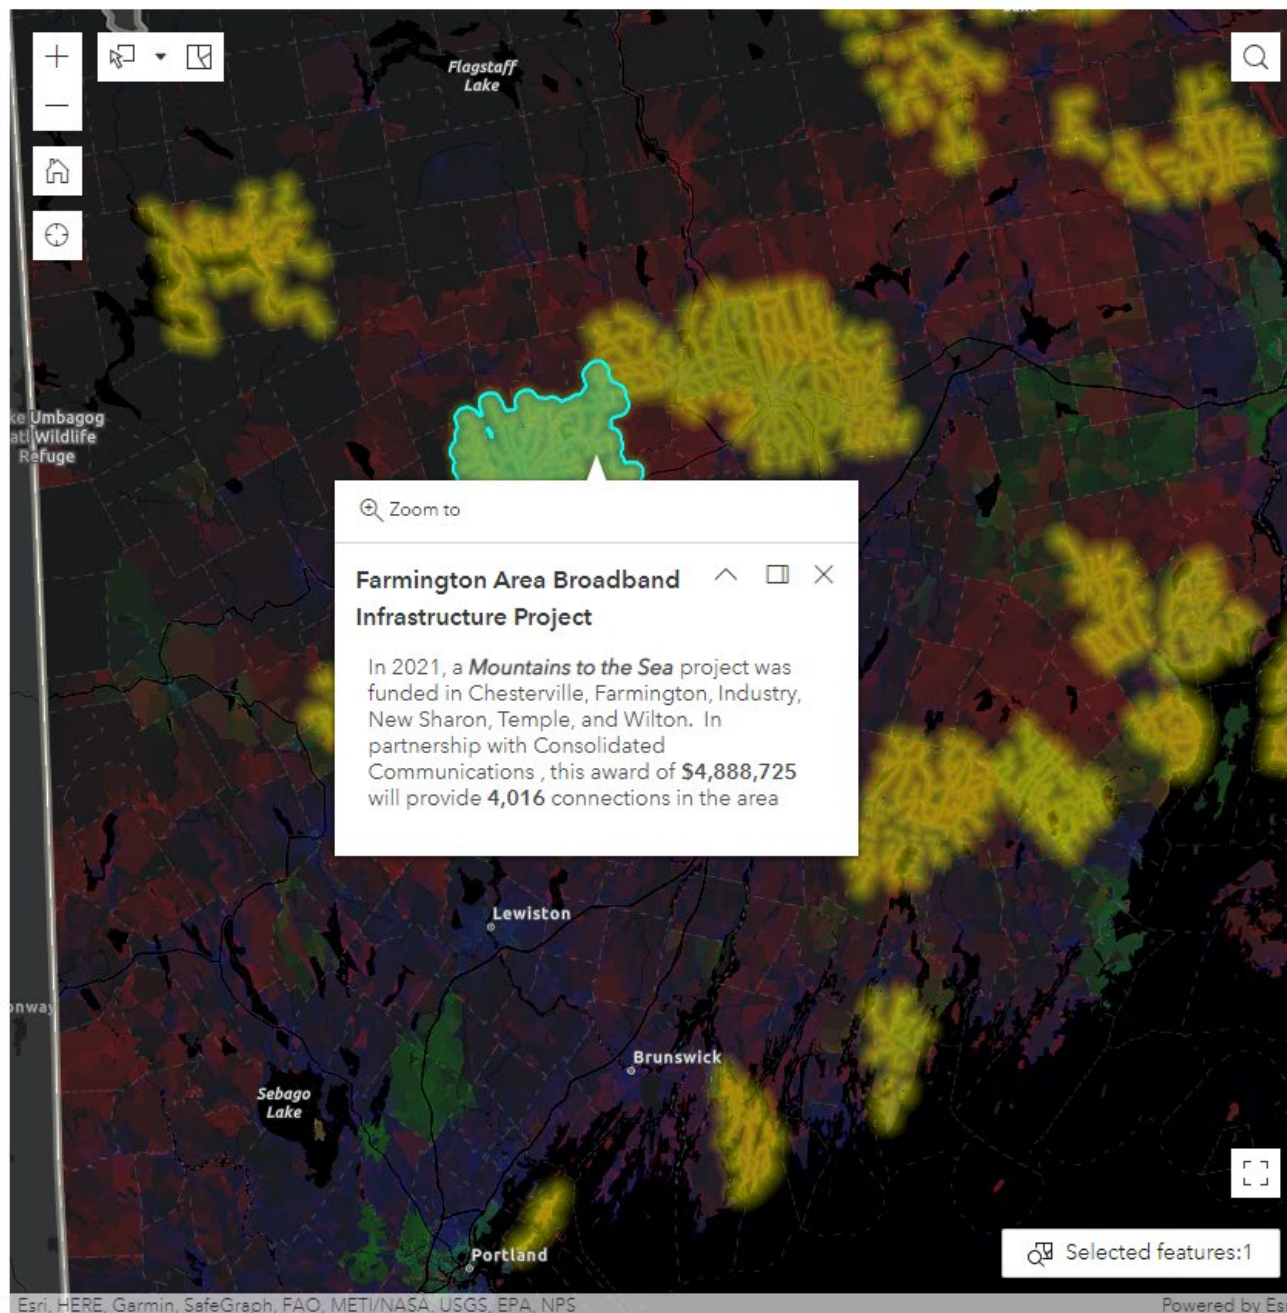 Flagstaff
Lake
ke Umbagog
atl Wildlife
Refuge
Zoom to
Farmington Area Broadband
Infrastructure Project
In 2021, a Mountains to the Sea project was
funded in Chesterville, Farmington, Industry,
New Sharon, Temple, and Wilton. In
partnership with Consolidated
Communications , this award of $4,888,725
will provide 4,016 connections in the area
Lewiston
onway
Brunswick
Sebago
Lake
Portland
Selected features:1
Esri, HERE, Garmin, SafeGraph, FAO, METI/NASA, USGS, EPA, NPS
Powered by Es